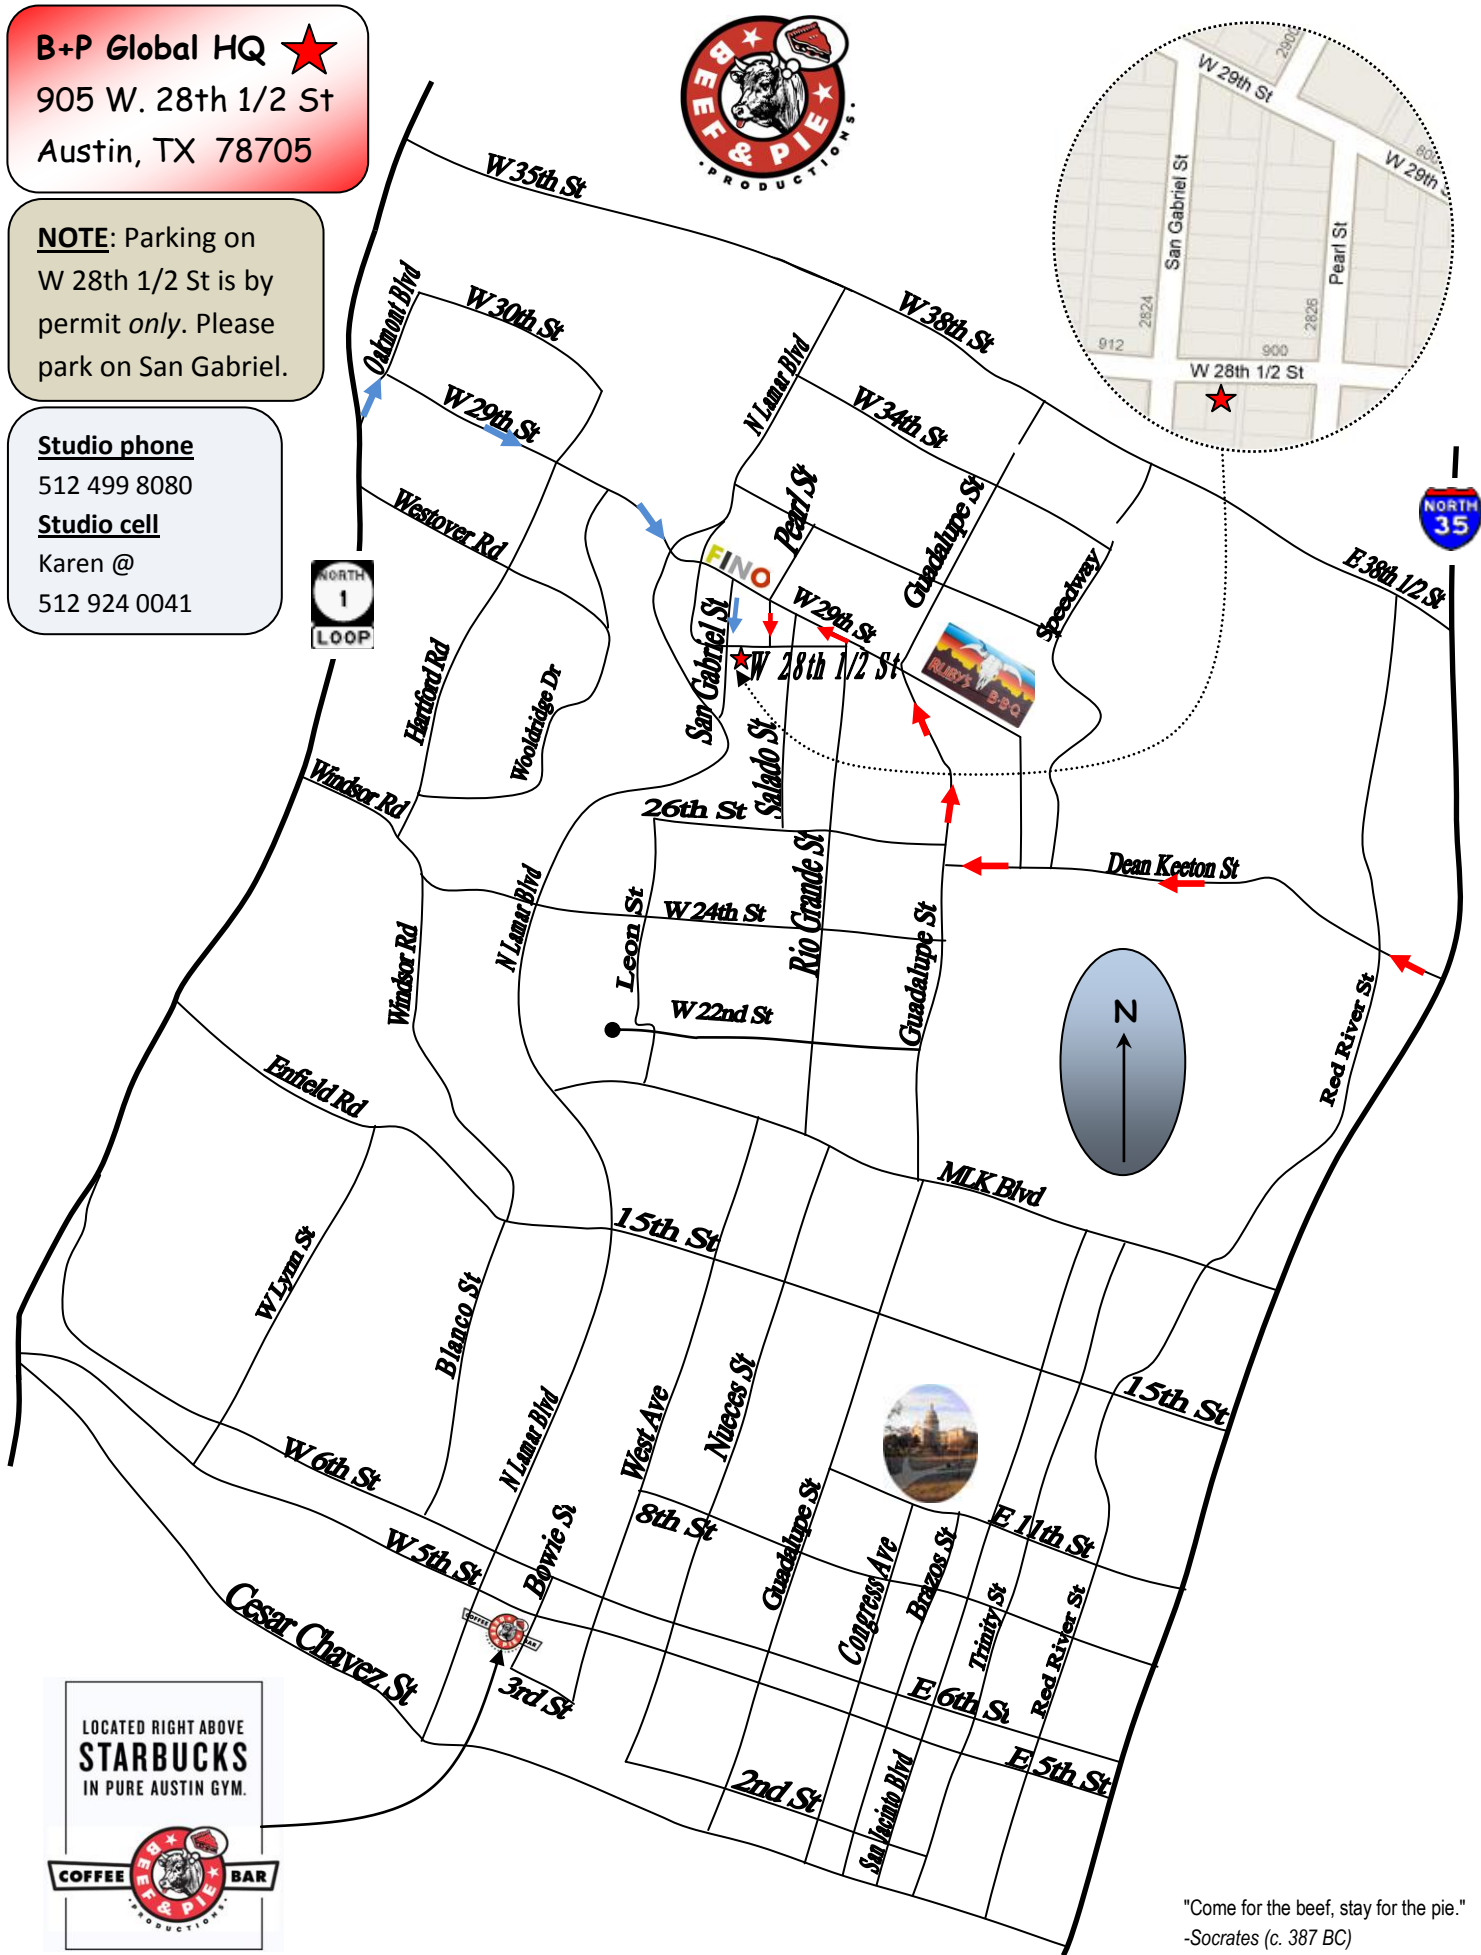 B+P Global HQ
905 W. 28th 1/2 St
Austin, TX 78705
NOTE: Parking on
W 28th 1/2 St is by
permit only. Please
park on San Gabriel.
Studio phone
512 499 8080
Studio cell
Karen @
512 924 0041
BEEF & PIE
PRODUCTIONS
W 29th St
2900
San Gabriel St
Pearl St
600
W 29th S
2824
2826
912
900
W 28th 1/2 St
W 35th St
Oakmont Blvd
W 30th St
W 29th St
N Lamar Blvd
W 38th St
W 34th St
Westover Rd
Pearl St
Guadalupe St
Speedway
E 38th 1/2 St
NORTH
35
NORTH
1
LOOP
FINO
W 29th St
San Gabriel St
W 28th 1/2 St
RUBY'S
B-B-Q
Hartford Rd
Wooldridge Dr
Windsor Rd
Salado St
26th St
Dean Keeton St
N Lamar Blvd
Leon St
W 24th St
Rio Grande St
Guadalupe St
Windsor Rd
W 22nd St
N
Red River St
Enfield Rd
MLK Blvd
15th St
W Lynn St
Blanco St
N Lamar Blvd
West Ave
Nueces St
15th St
W 6th St
8th St
Guadalupe St
E 11th St
W 5th St
Bowie St
Congress Ave
Brazos St
Trinity St
Red River St
Cesar Chavez St
COFFEE
BEEF & PIE
BAR
3rd St
E 6th St
E 5th St
2nd St
San Jacinto Blvd
LOCATED RIGHT ABOVE
STARBUCKS
IN PURE AUSTIN GYM.
COFFEE
BEEF & PIE
BAR
PRODUCTIONS
"Come for the beef, stay for the pie."
-Socrates (c. 387 BC)